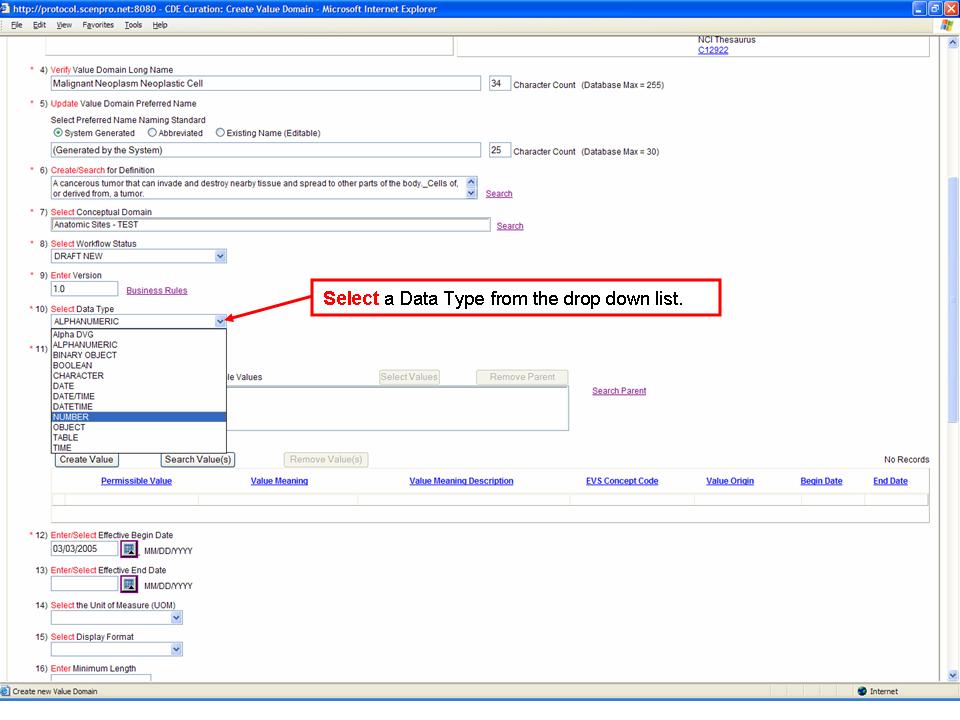 http://protocol.scenpro.net:8080 - CDE Curation: Create Value Domain - Microsoft Internet Explorer
File Edit View Favorites Tools Help
NCI Thesaurus
C12922
* 4) Verify Value Domain Long Name
Malignant Neoplasm Neoplastic Cell 34 Character Count (Database Max = 255)
* 5) Update Value Domain Preferred Name
Select Preferred Name Naming Standard
System Generated Abbreviated Existing Name (Editable)
(Generated by the System) 25 Character Count (Database Max = 30)
* 6) Create/Search for Definition
A cancerous tumor that can invade and destroy nearby tissue and spread to other parts of the body._Cells of,
or derived from, a tumor.
Search
* 7) Select Conceptual Domain
Anatomic Sites - TEST Search
* 8) Select Workflow Status
DRAFT NEW
* 9) Enter Version
1.0 Business Rules
Select a Data Type from the drop down list.
* 10) Select Data Type
ALPHANUMERIC
Alpha DVG
ALPHANUMERIC
* 11)
BINARY OBJECT
BOOLEAN
CHARACTER
le Values Select Values Remove Parent
DATE
Search Parent
DATE/TIME
DATETIME
NUMBER
OBJECT
TABLE
TIME
Create Value Search Value(s) Remove Value(s) No Records
Permissible Value Value Meaning Value Meaning Description EVS Concept Code Value Origin Begin Date End Date
* 12) Enter/Select Effective Begin Date
03/03/2005 MM/DD/YYYY
13) Enter/Select Effective End Date
MM/DD/YYYY
14) Select the Unit of Measure (UOM)
15) Select Display Format
16) Enter Minimum Length
Create new Value Domain Internet